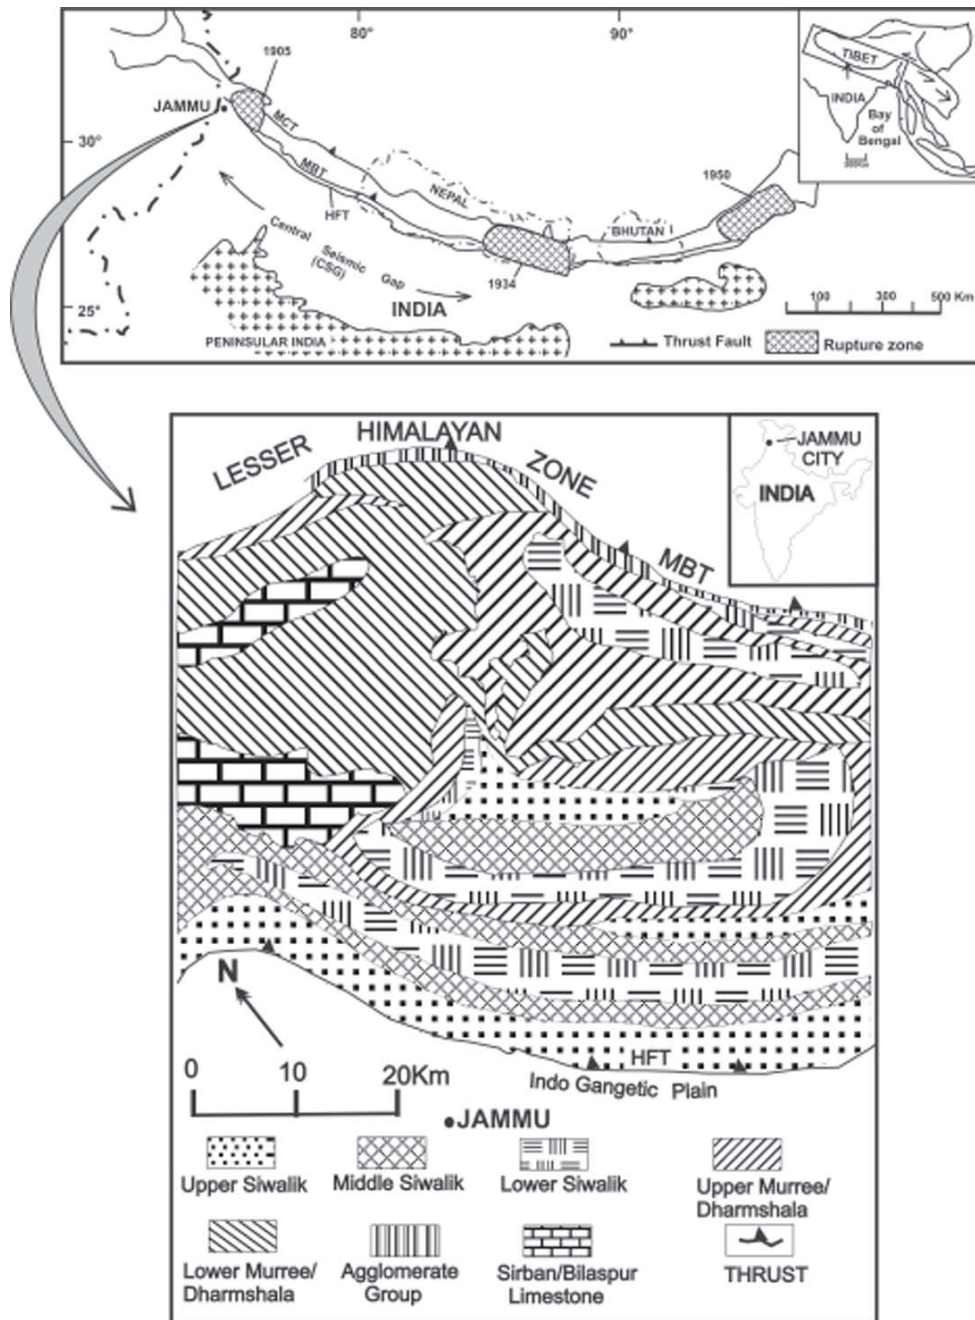 80°
90°
1905
TIBET
INDIA
Bay
of
Bengal
JAMMU
MCT
30°
MBT
NEPAL
1950
HFT
BHUTAN
Central Seismic Gap
(CSG)
1934
INDIA
25°
100 300 500 Km
PENINSULAR INDIA
Thrust Fault
Rupture zone
LESSER HIMALAYAN ZONE
JAMMU
CITY
INDIA
MBT
N
HFT
Indo Gangetic Plain
0 10 20Km
JAMMU
Upper Siwalik
Middle Siwalik
Lower Siwalik
Upper Murree/
Dharmshala
Lower Murree/
Dharmshala
Agglomerate
Group
Sirban/Bilaspur
Limestone
THRUST